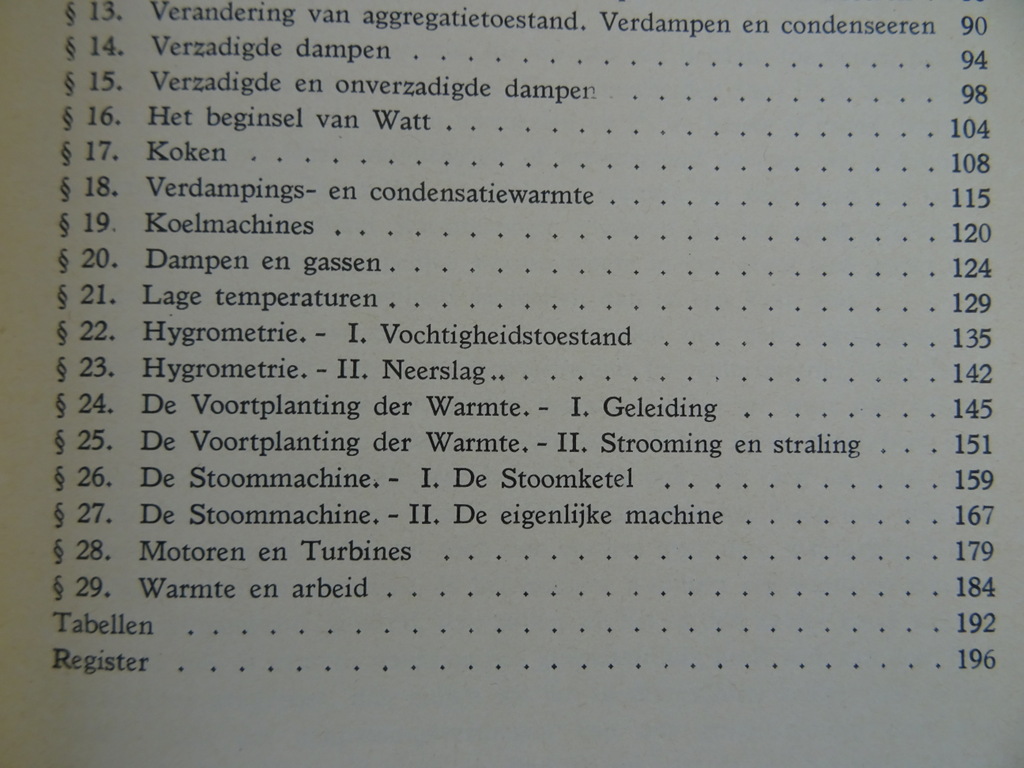 § 13. Verandering van aggregatietoestand. Verdampen en condenseeren 90
§ 14. Verzadigde dampen . . . . . . . . . . . . . . . . . . . . 94
§ 15. Verzadigde en onverzadigde dampen . . . . . . . . . . . . 98
§ 16. Het beginsel van Watt . . . . . . . . . . . . . . . . . . . 104
§ 17. Koken . . . . . . . . . . . . . . . . . . . . . . . . . . 108
§ 18. Verdampings- en condensatiewarmte . . . . . . . . . . . . . 115
§ 19. Koelmachines . . . . . . . . . . . . . . . . . . . . . . . 120
§ 20. Dampen en gassen . . . . . . . . . . . . . . . . . . . . . 124
§ 21. Lage temperaturen . . . . . . . . . . . . . . . . . . . . . 129
§ 22. Hygrometrie. - I. Vochtigheidstoestand . . . . . . . . . . . 135
§ 23. Hygrometrie. - II. Neerslag . . . . . . . . . . . . . . . . . 142
§ 24. De Voortplanting der Warmte. - I. Geleiding . . . . . . . . 145
§ 25. De Voortplanting der Warmte. - II. Strooming en straling . . . 151
§ 26. De Stoommachine. - I. De Stoomketel . . . . . . . . . . . 159
§ 27. De Stoommachine. - II. De eigenlijke machine . . . . . . . . 167
§ 28. Motoren en Turbines . . . . . . . . . . . . . . . . . . . 179
§ 29. Warmte en arbeid . . . . . . . . . . . . . . . . . . . . . 184
Tabellen . . . . . . . . . . . . . . . . . . . . . . . . . . . . . 192
Register . . . . . . . . . . . . . . . . . . . . . . . . . . . . . 196